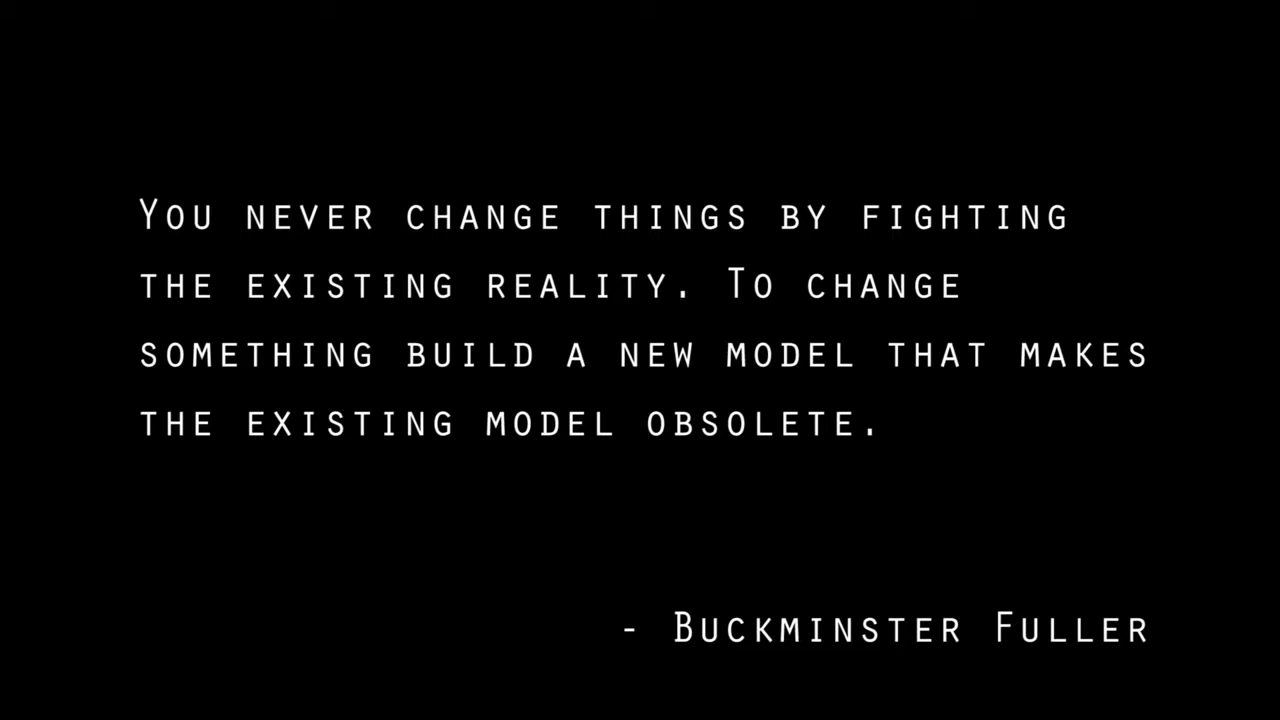 You never change things by fighting
the existing reality. To change
something build a new model that makes
the existing model obsolete.
- Buckminster Fuller